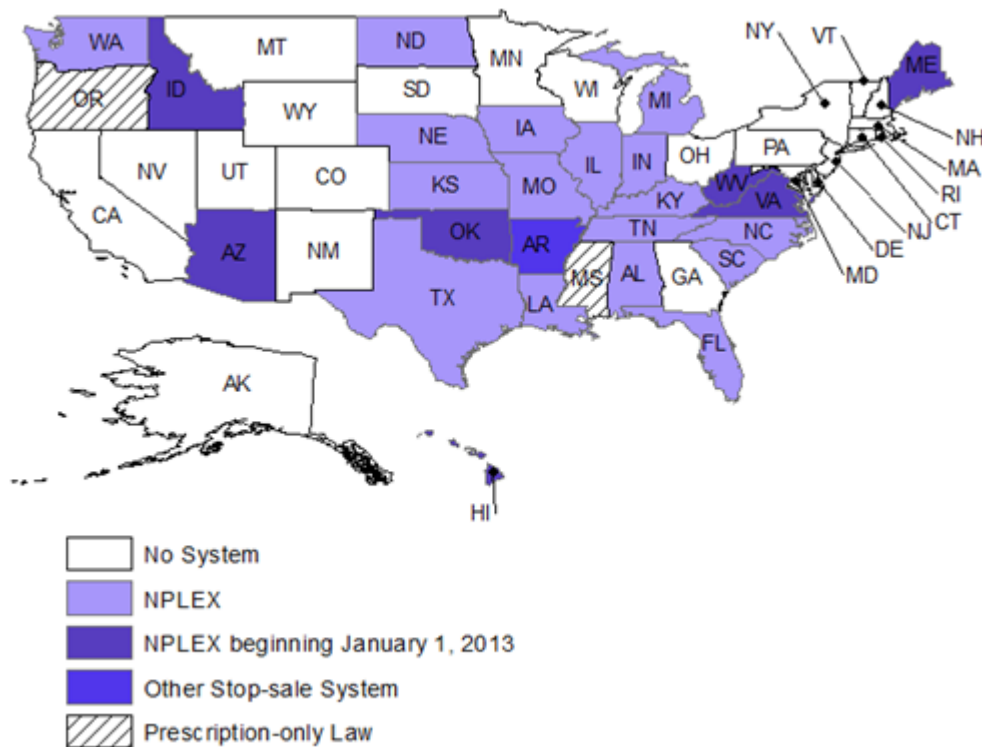 WA
MT
ND
MN
NY
VT
ME
OR
ID
SD
WI
MI
WY
NH
NE
IA
PA
OH
IL
IN
MA
NV
UT
CO
WV
RI
KS
MO
VA
KY
CT
CA
NJ
TN
NC
DE
OK
AR
AZ
NM
SC
MD
MS
AL
GA
TX
LA
FL
AK
HI
No System
NPLEX
NPLEX beginning January 1, 2013
Other Stop-sale System
Prescription-only Law